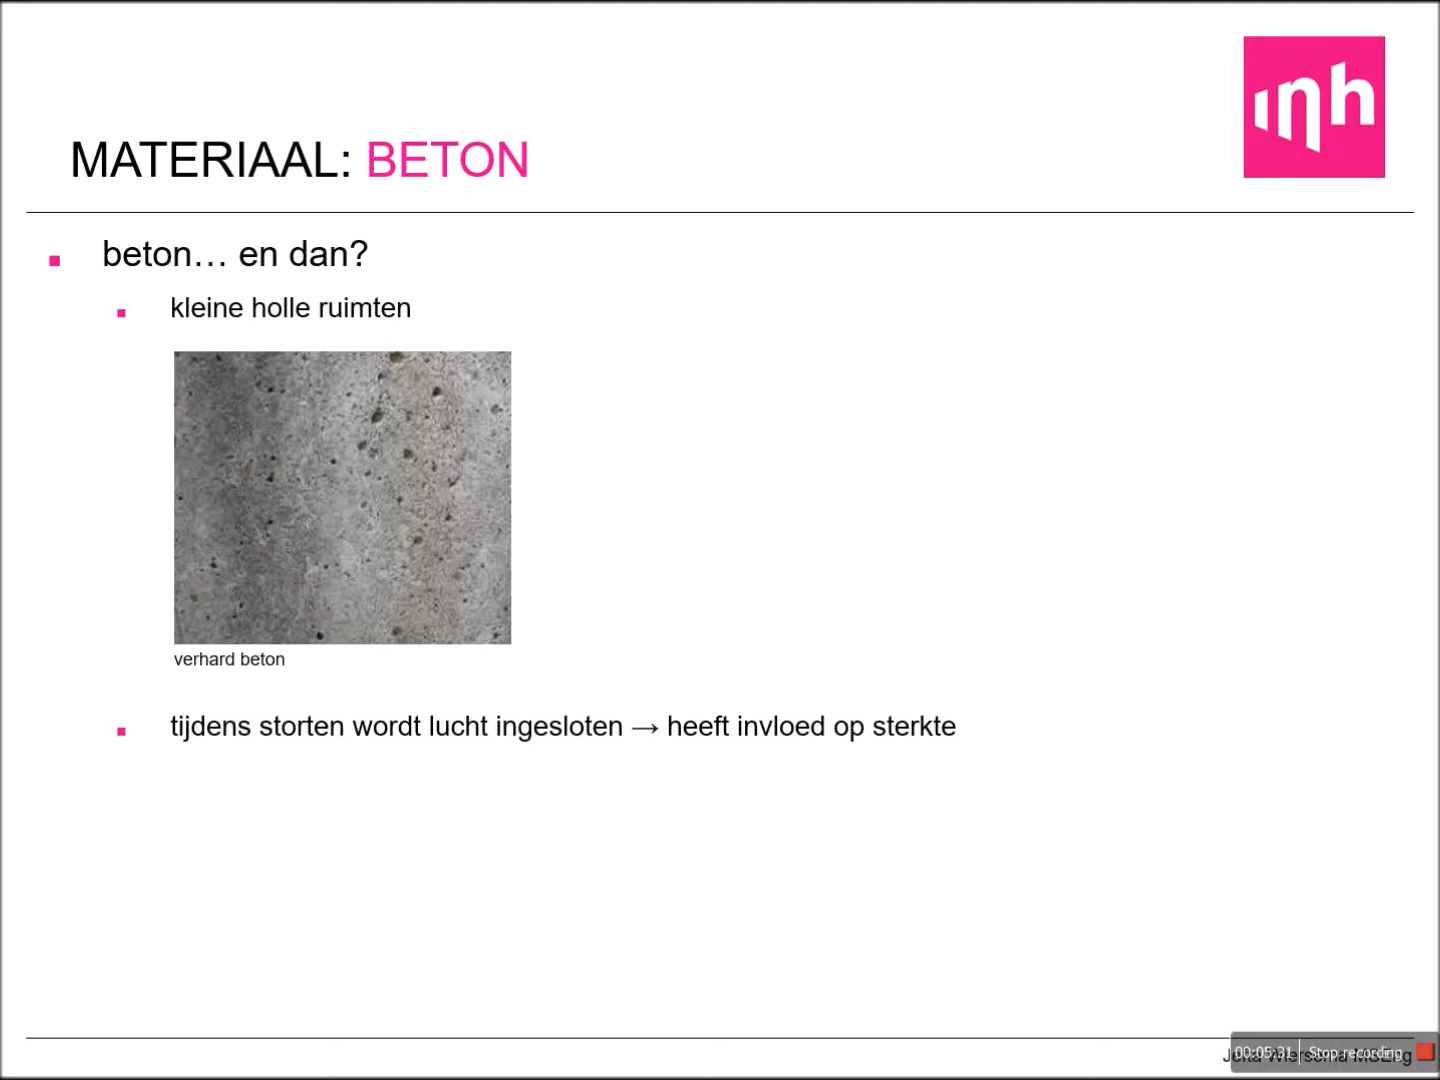 inh
MATERIAAL: BETON
beton… en dan?
kleine holle ruimten
verhard beton
tijdens storten wordt lucht ingesloten → heeft invloed op sterkte
00:05:31 | Stop recording